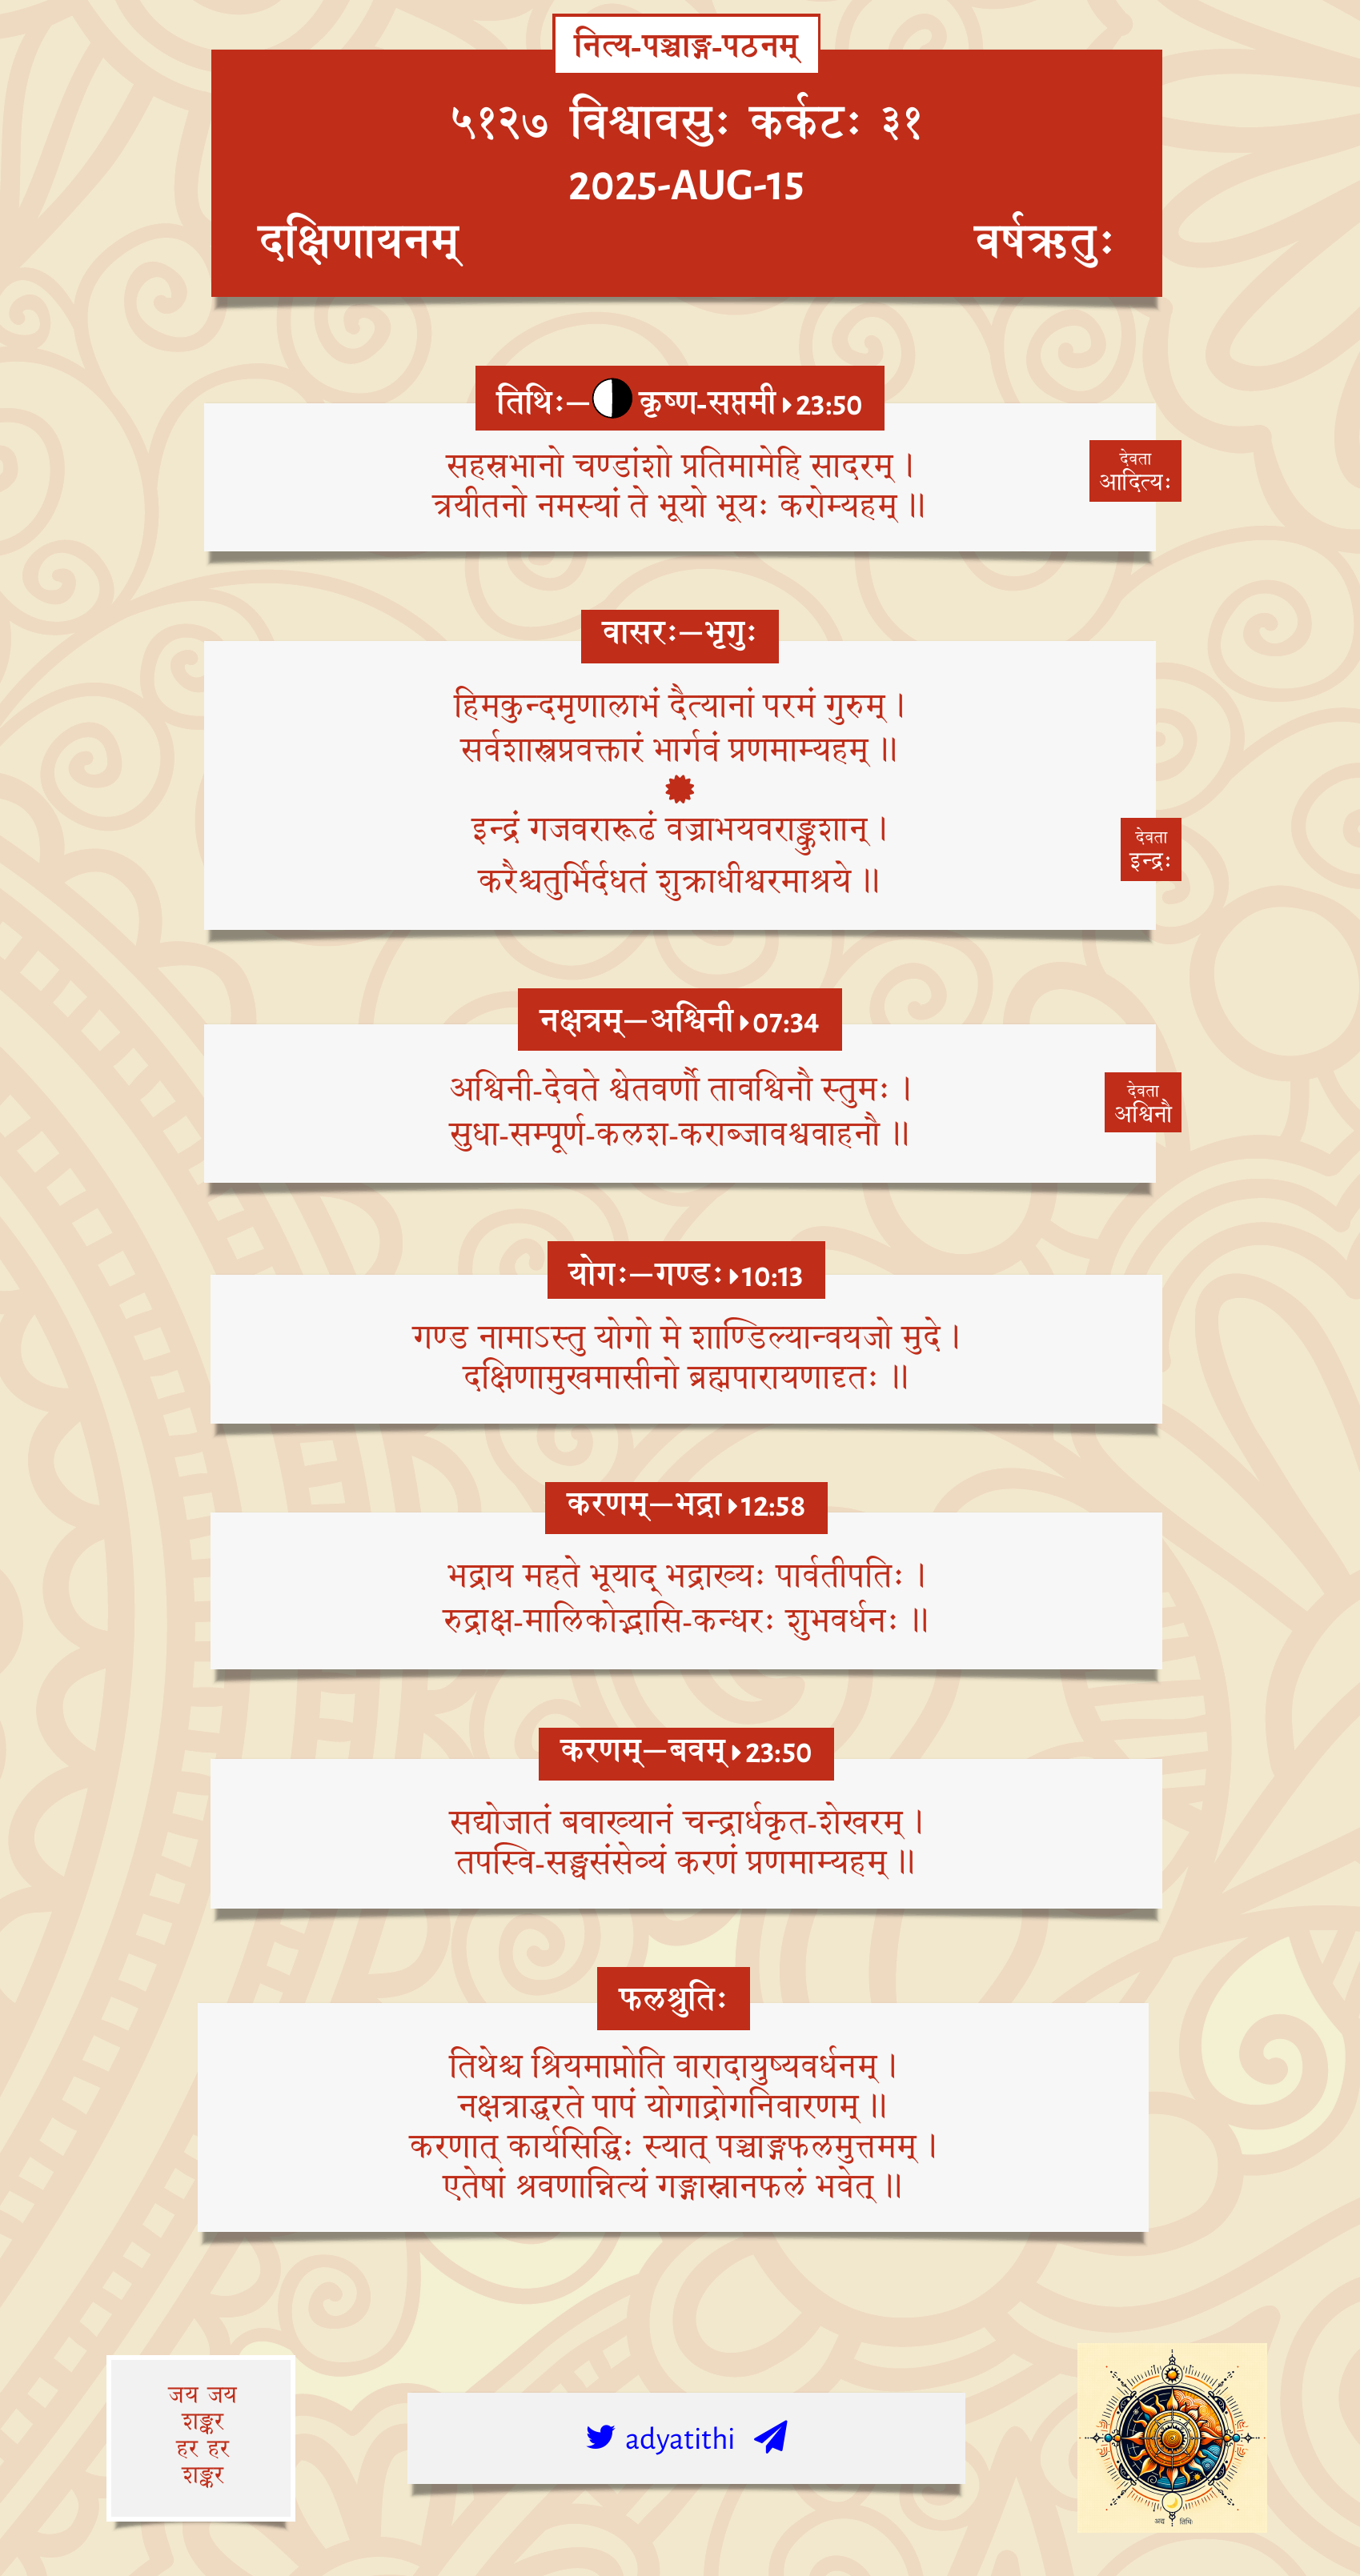 नित्य-पञ्चाङ्ग-पठनम्
५१२७ विश्वावसुः कर्कटः ३१
2025-AUG-15
दक्षिणायनम् वर्षऋतुः
तिथिः—कृष्ण-सप्तमी 23:50
सहस्रभानो चण्डांशो प्रतिमामेहि सादरम् ।
त्रयीतनो नमस्यां ते भूयो भूयः करोम्यहम् ॥
देवता
आदित्यः
वासरः—भृगुः
हिमकुन्दमृणालाभं दैत्यानां परमं गुरुम् ।
सर्वशास्त्रप्रवक्तारं भार्गवं प्रणमाम्यहम् ॥
इन्द्रं गजवरारूढं वज्राभयवराङ्कुशान् ।
करैश्चतुर्भिर्दधतं शुक्राधीश्वरमाश्रये ॥
देवता
इन्द्रः
नक्षत्रम्—अश्विनी 07:34
अश्विनी-देवते श्वेतवर्णौ तावश्विनौ स्तुमः ।
सुधा-सम्पूर्ण-कलश-कराब्जावश्ववाहनौ ॥
देवता
अश्विनौ
योगः—गण्डः 10:13
गण्ड नामाऽस्तु योगो मे शाण्डिल्यान्वयजो मुदे ।
दक्षिणामुखमासीनो ब्रह्मपारायणादृतः ॥
करणम्—भद्रा 12:58
भद्राय महते भूयाद् भद्राख्यः पार्वतीपतिः ।
रुद्राक्ष-मालिकोद्भासि-कन्धरः शुभवर्धनः ॥
करणम्—बवम् 23:50
सद्योजातं बवाख्यानं चन्द्रार्धकृत-शेखरम् ।
तपस्वि-सङ्घसंसेव्यं करणं प्रणमाम्यहम् ॥
फलश्रुतिः
तिथेश्च श्रियमाप्नोति वारादायुष्यवर्धनम् ।
नक्षत्राद्धरते पापं योगाद्रोगनिवारणम् ॥
करणात् कार्यसिद्धिः स्यात् पञ्चाङ्गफलमुत्तमम् ।
एतेषां श्रवणान्नित्यं गङ्गास्नानफलं भवेत् ॥
जय जय
शङ्कर
हर हर
शङ्कर
adyatithi
अद्य तिथिः